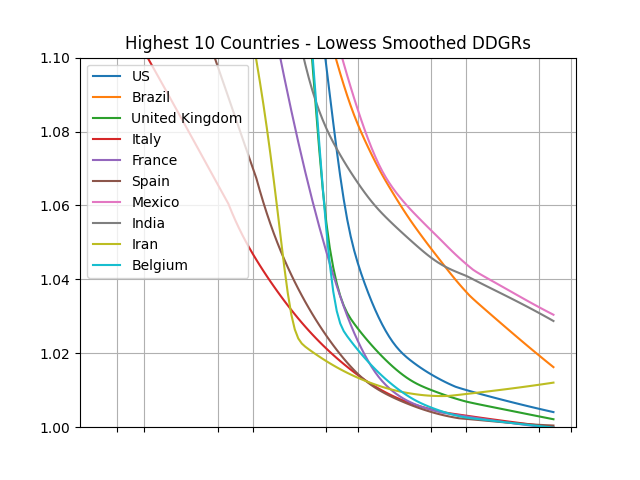 Highest 10 Countries - Lowess Smoothed DDGRs
1.10
1.08
1.06
1.04
1.02
1.00
US
Brazil
United Kingdom
Italy
France
Spain
Mexico
India
Iran
Belgium